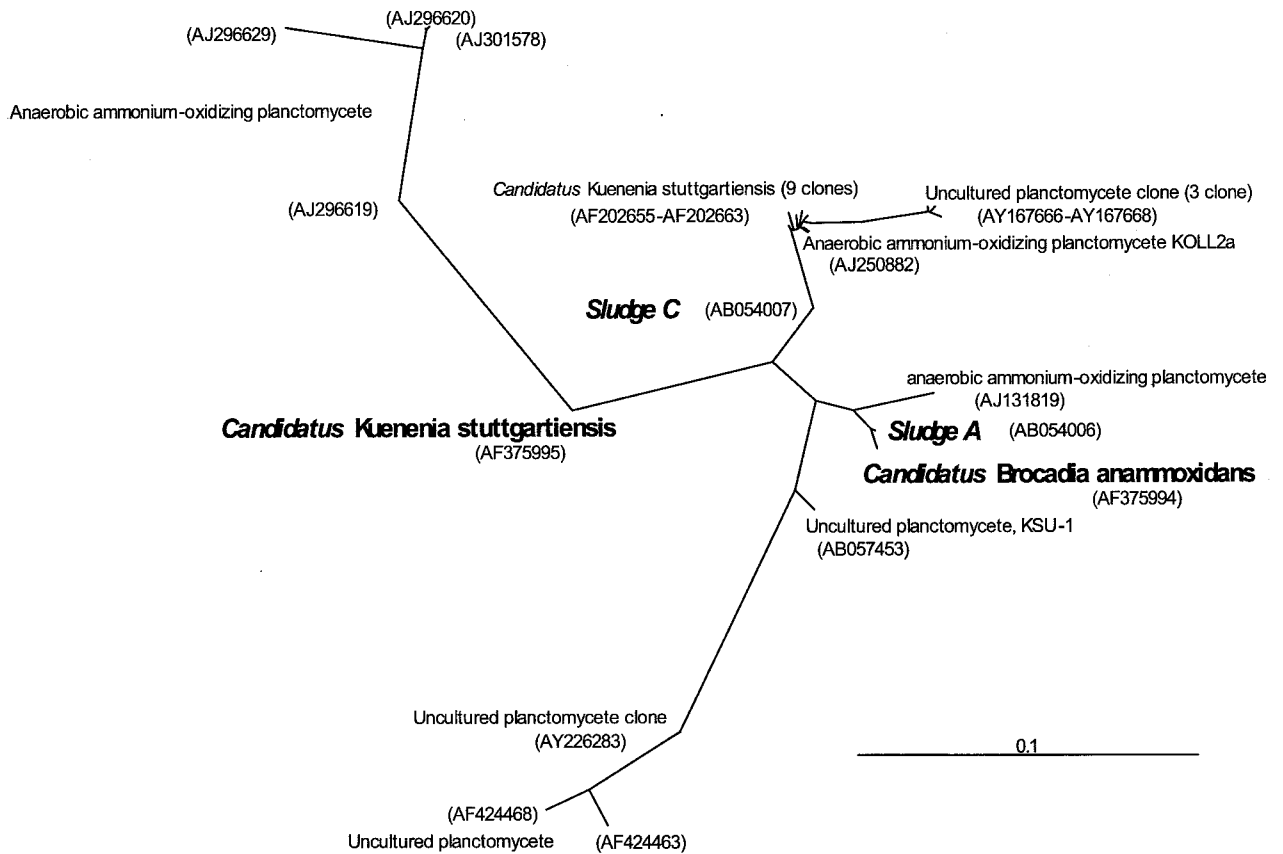 (AJ296620)
(AJ296629)
(AJ301578)
Anaerobic ammonium-oxidizing planctomycete
(AJ296619)
Candidatus Kuenenia stuttgartiensis (9 clones)
(AF202655-AF202663)
Uncultured planctomycete clone (3 clone)
(AY167666-AY167668)
Anaerobic ammonium-oxidizing planctomycete KOLL2a
(AJ250882)
Sludge C (AB054007)
anaerobic ammonium-oxidizing planctomycete
(AJ131819)
Candidatus Kuenenia stuttgartiensis
(AF375995)
Sludge A (AB054006)
Candidatus Brocadia anammoxidans
(AF375994)
Uncultured planctomycete, KSU-1
(AB057453)
Uncultured planctomycete clone
(AY226283)
0.1
(AF424468)
Uncultured planctomycete
(AF424463)